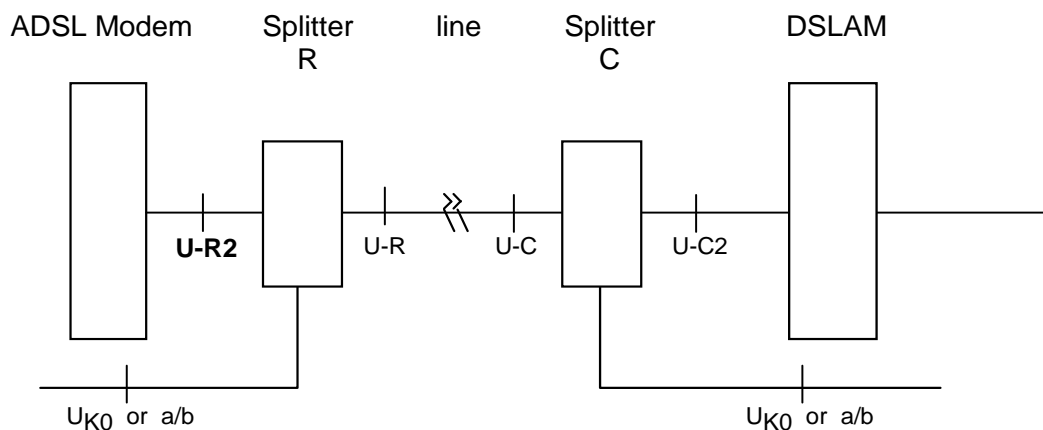 ADSL Modem Splitter R line Splitter C DSLAM
U-R2 U-R U-C U-C2
UK0 or a/b UK0 or a/b